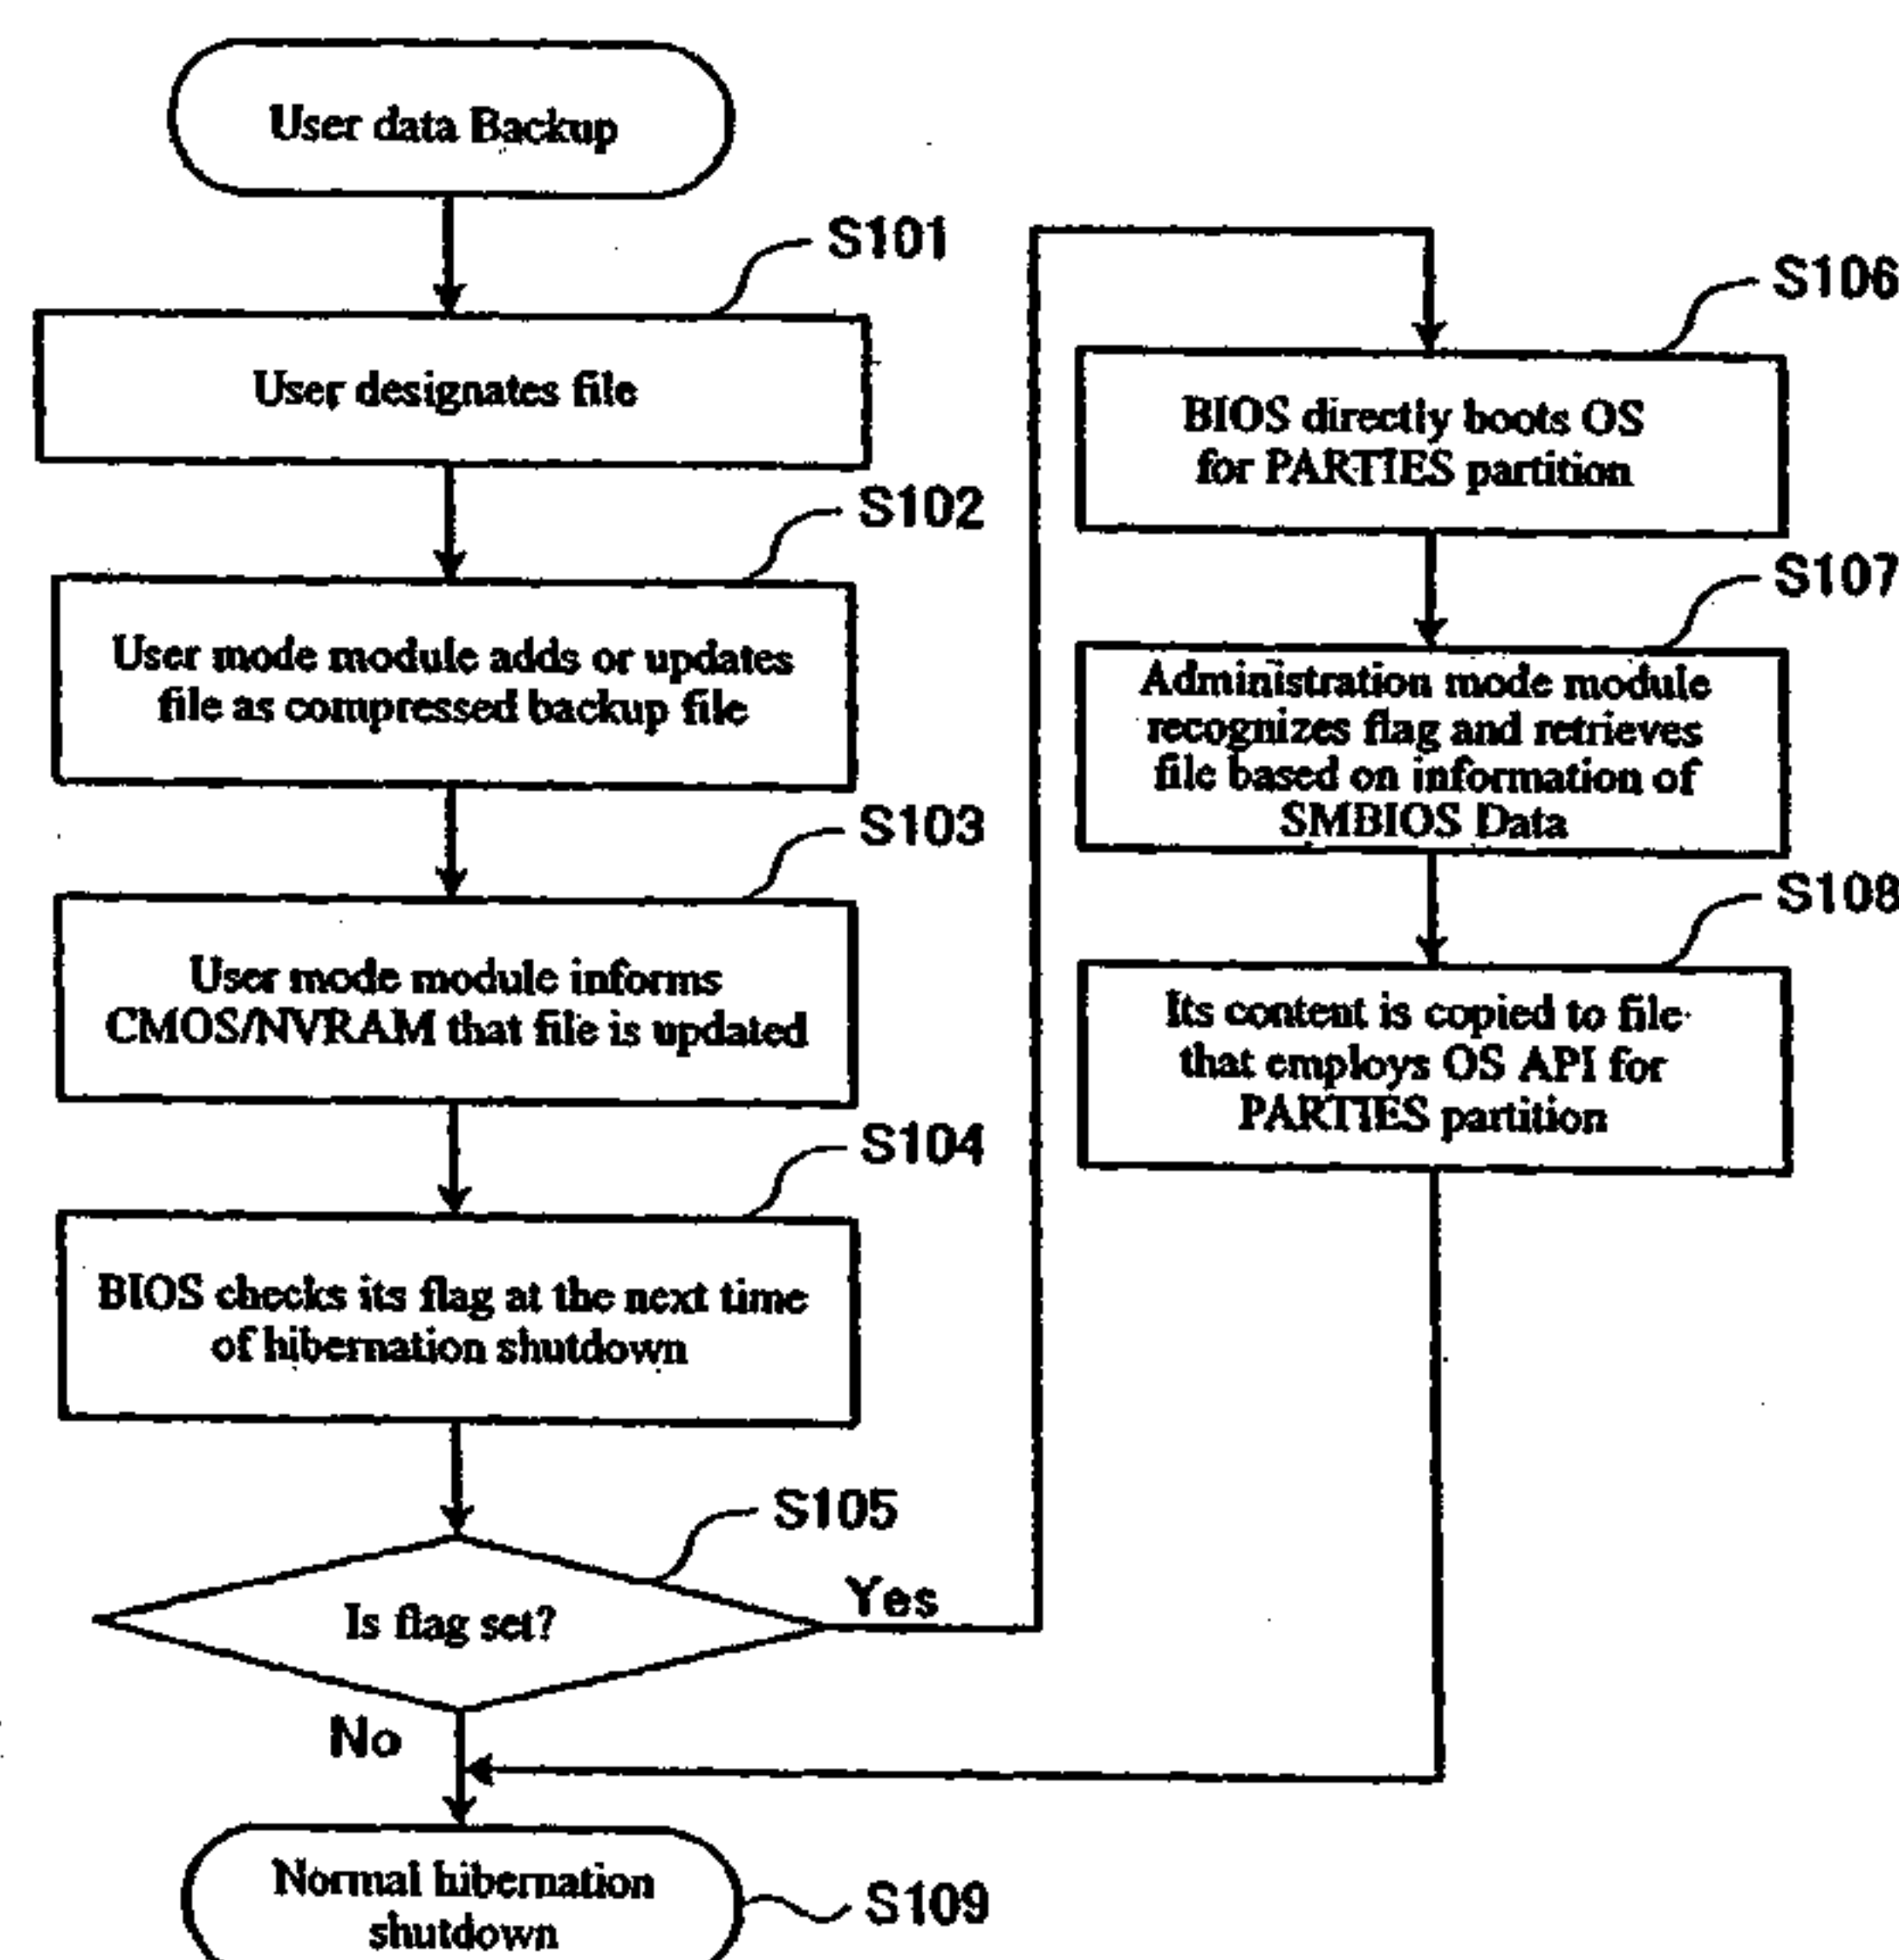 User data Backup
S101
User designates file
S102
User mode module adds or updates
file as compressed backup file
S103
User mode module informs
CMOS/NVRAM that file is updated
S104
BIOS checks its flag at the next time
of hibernation shutdown
S105
Is flag set?
Yes
No
S106
BIOS directly boots OS
for PARTIES partition
S107
Administration mode module
recognizes flag and retrieves
file based on information of
SMBIOS Data
S108
Its content is copied to file
that employs OS API for
PARTIES partition
Normal hibernation
shutdown
S109